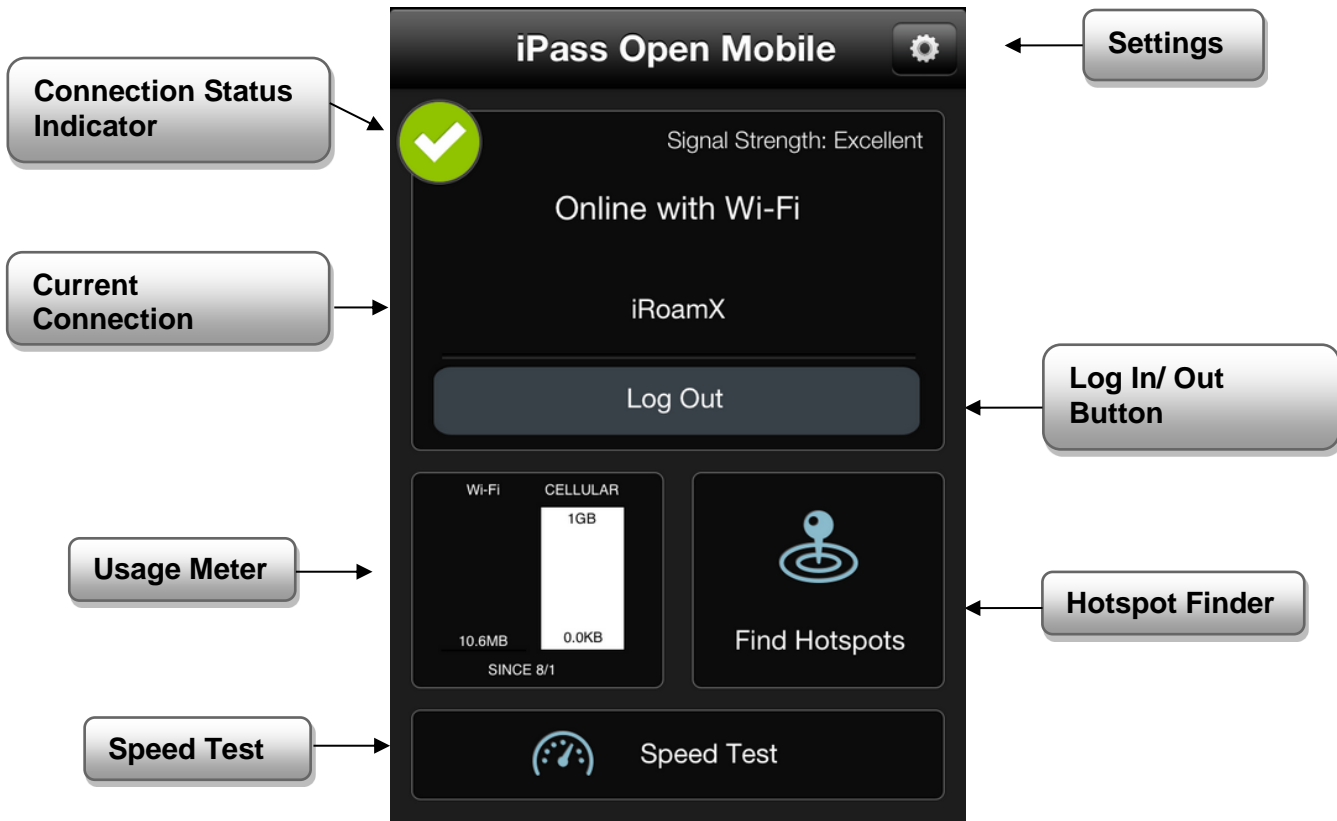 iPass Open Mobile
Settings
Connection Status
Indicator
Signal Strength: Excellent
Online with Wi-Fi
Current
Connection
iRoamX
Log Out
Log In/ Out
Button
Wi-Fi CELLULAR
1GB
10.6MB 0.0KB
SINCE 8/1
Usage Meter
Find Hotspots
Hotspot Finder
Speed Test
Speed Test